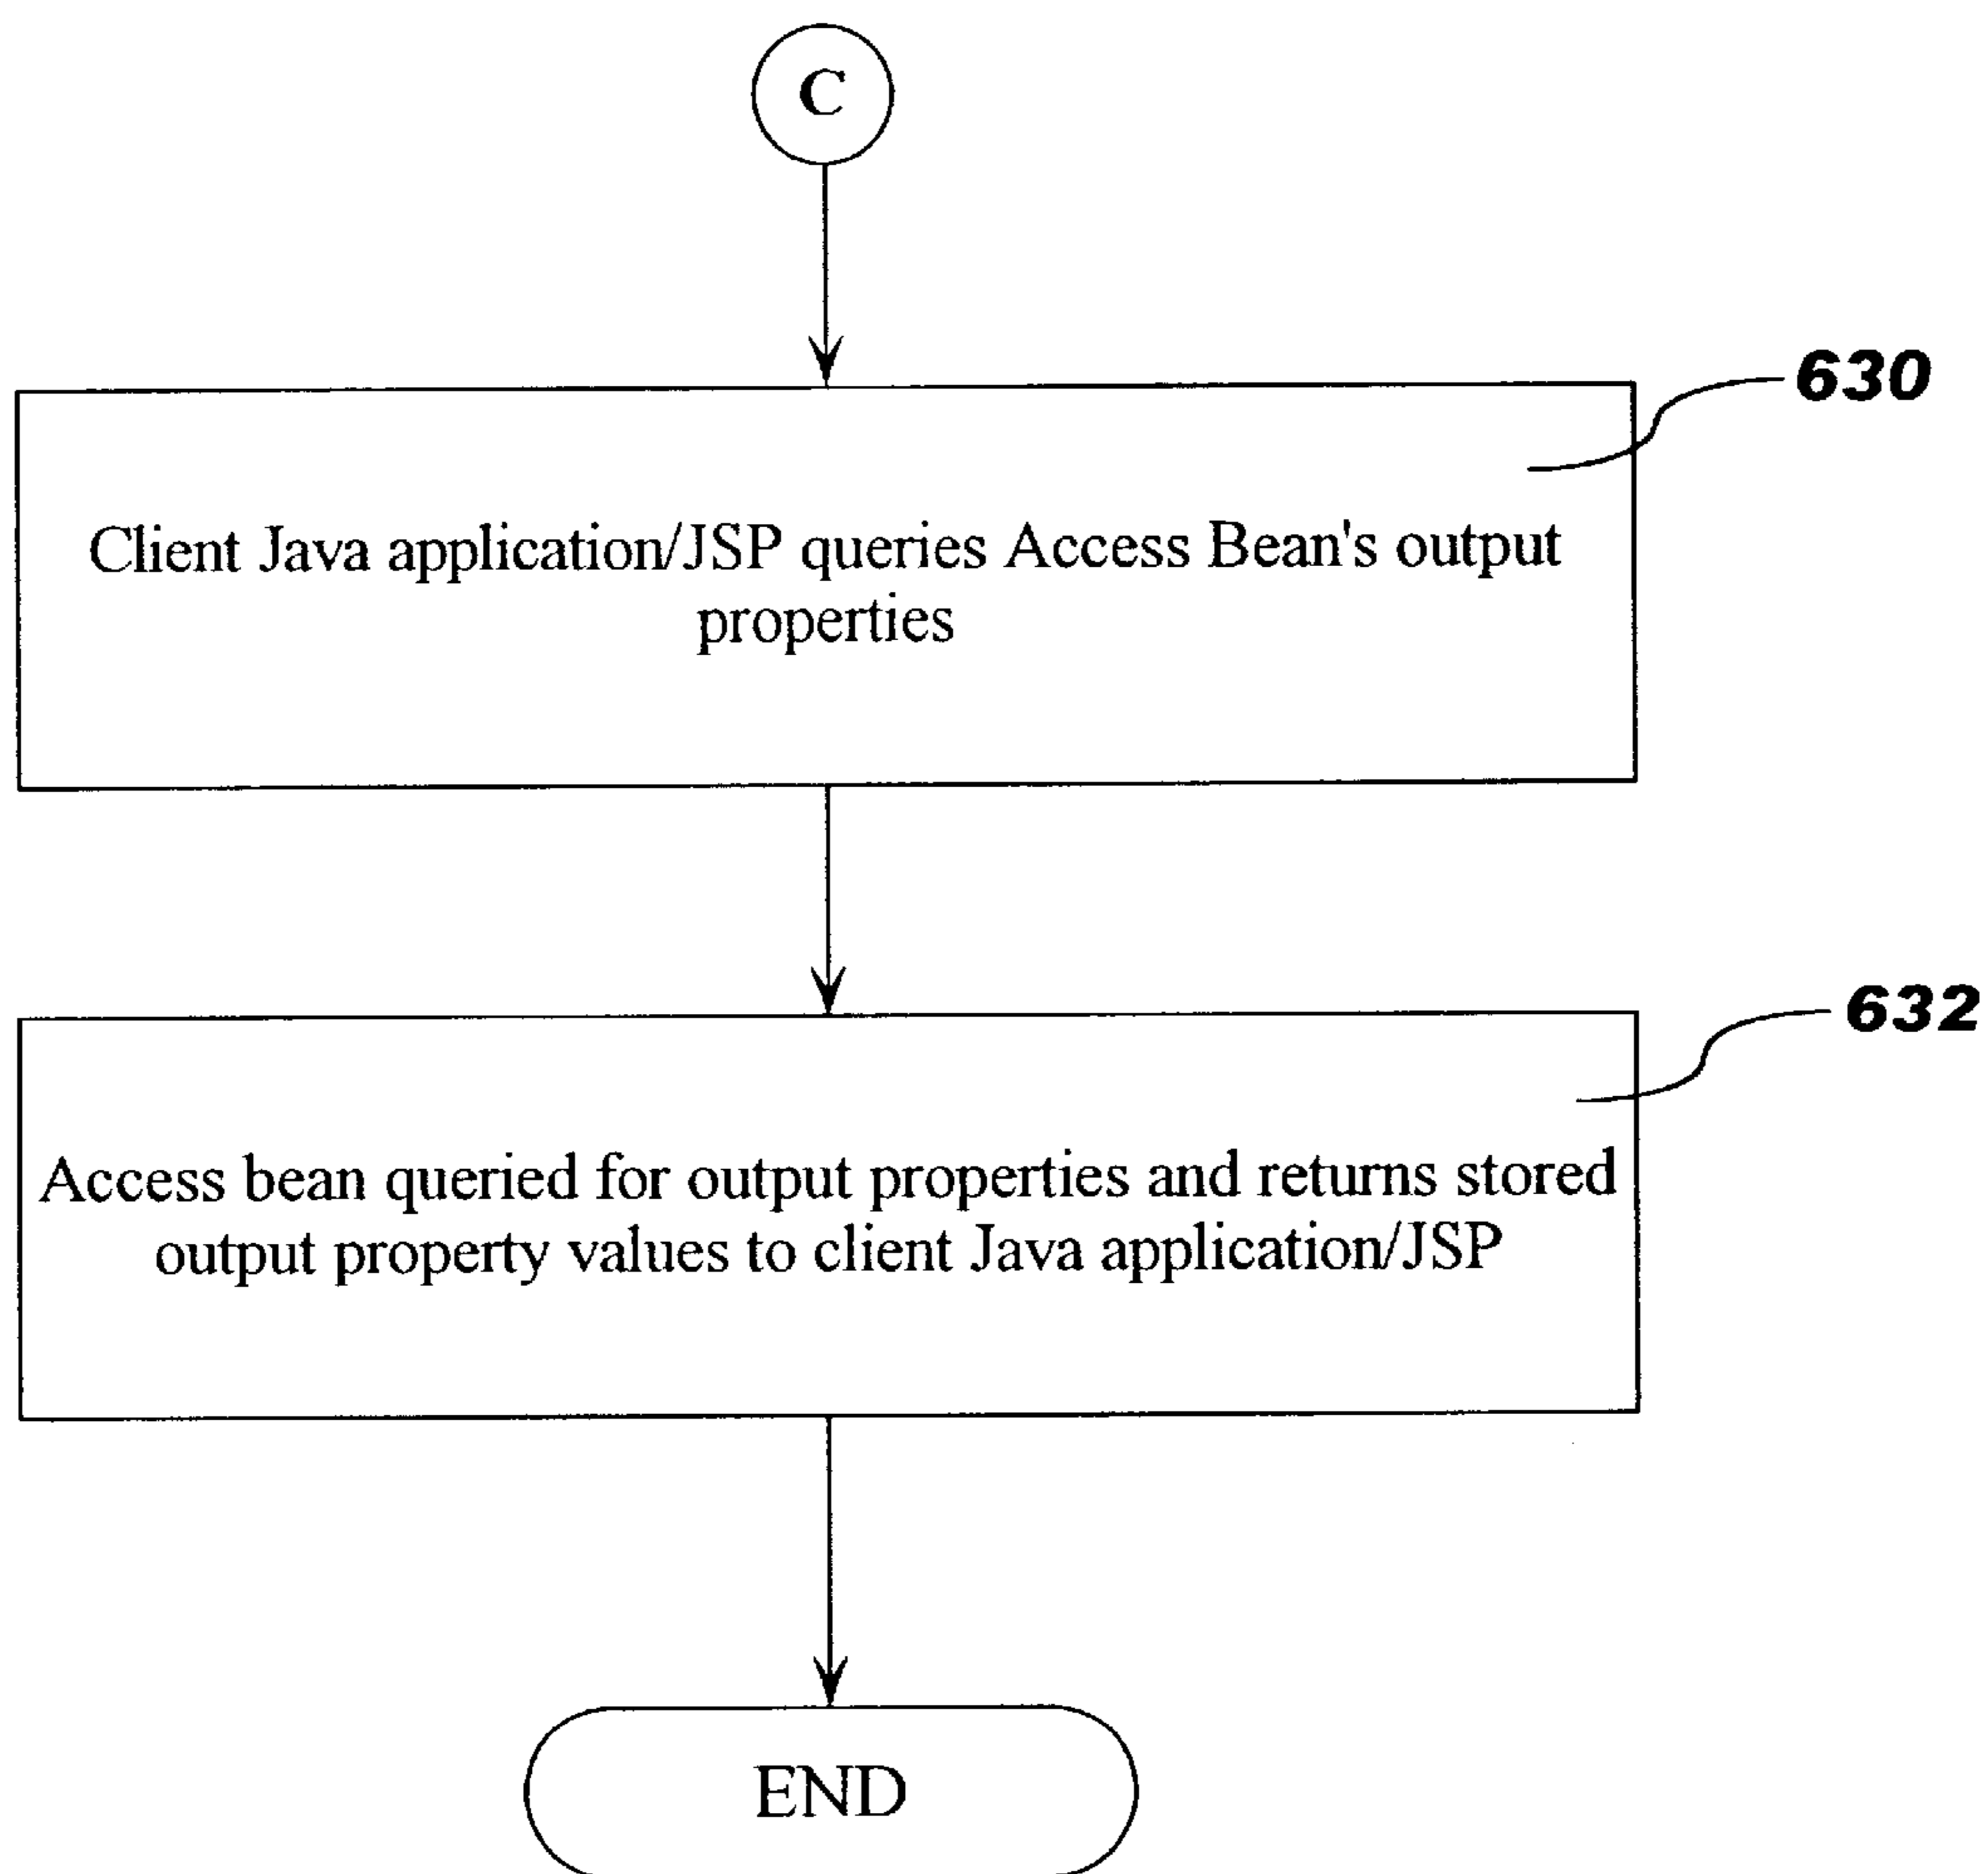 C
630
Client Java application/JSP queries Access Bean's output
properties
632
Access bean queried for output properties and returns stored
output property values to client Java application/JSP
END